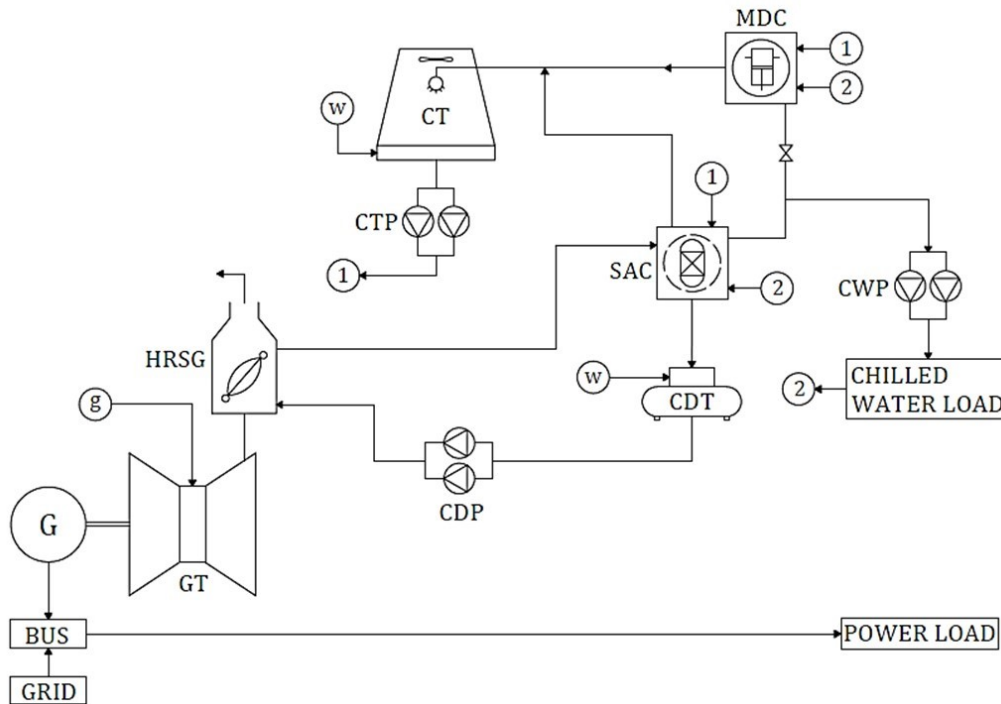 MDC
1
2
w
CT
CTP
1
1
SAC
2
CWP
HRSG
w
CDT
2
CHILLED
WATER LOAD
g
CDP
G
GT
BUS
POWER LOAD
GRID